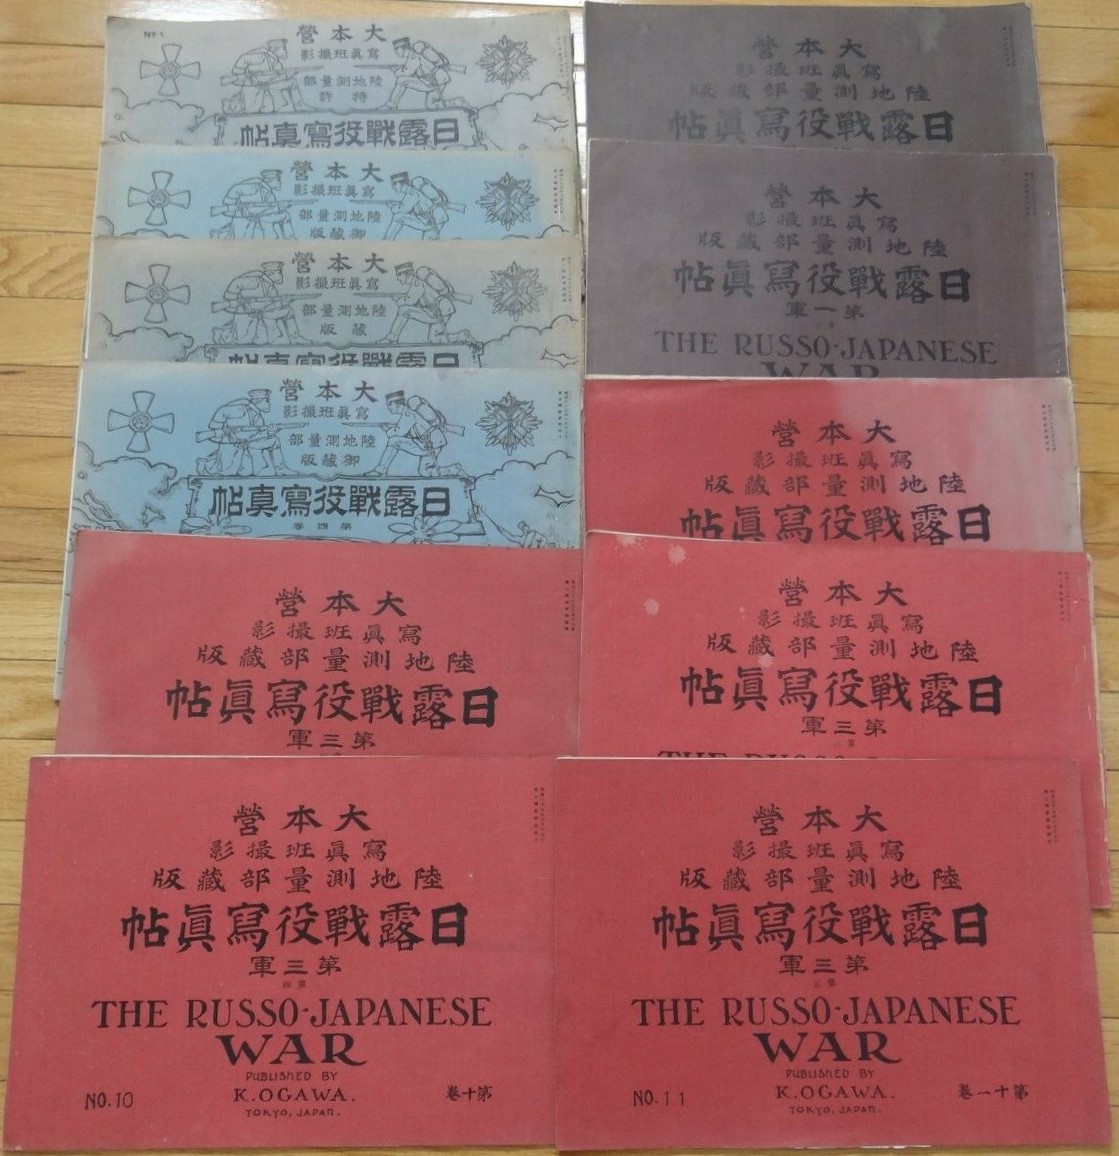 No 1.
大本營
寫眞班撮影
陸地測量部
特許
日露戰役寫真帖
大本營
寫眞班撮影
陸地測量部
御藏版
大本營
寫眞班撮影
陸地測量部
藏版
日露戰役寫真帖
大本營
寫眞班撮影
陸地測量部
御藏版
日露戰役寫真帖
第四卷
大本營
寫眞班撮影
陸地測量部藏版
日露戰役寫眞帖
第三軍
大本營
寫眞班撮影
陸地測量部藏版
日露戰役寫眞帖
第三軍
第四
THE RUSSO-JAPANESE
WAR
PUBLISHED BY
K.OGAWA.
TOKYO, JAPAN.
NO.10
第十卷
大本營
寫眞班撮影
陸地測量部藏版
日露戰役寫眞帖
大本營
寫眞班撮影
陸地測量部藏版
日露戰役寫眞帖
第一軍
THE RUSSO-JAPANESE
WAR
大本營
寫眞班撮影
陸地測量部藏版
日露戰役寫眞帖
大本營
寫眞班撮影
陸地測量部藏版
日露戰役寫眞帖
第三軍
大本營
寫眞班撮影
陸地測量部藏版
日露戰役寫眞帖
第三軍
THE RUSSO-JAPANESE
WAR
PUBLISHED BY
K.OGAWA.
TOKYO, JAPAN.
NO.11
第十一卷